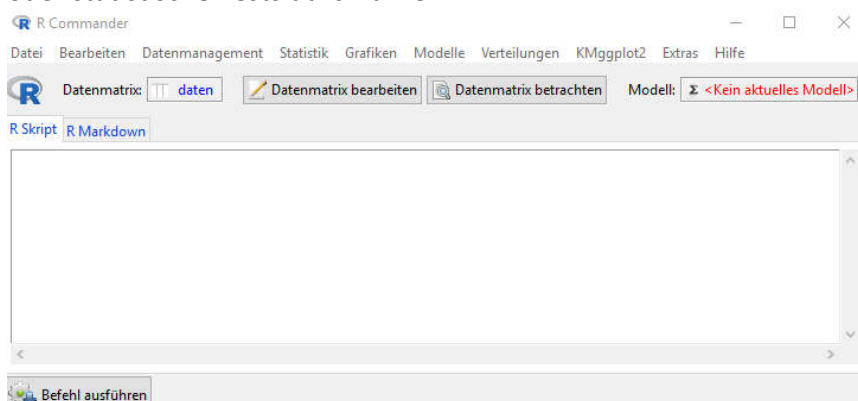 R Commander
Datei Bearbeiten Datenmanagement Statistik Grafiken Modelle Verteilungen KMggplot2 Extras Hilfe
R Datenmatrix: daten Datenmatrix bearbeiten Datenmatrix betrachten Modell: Σ <Kein aktuelles Modell>
R Skript R Markdown
Befehl ausführen